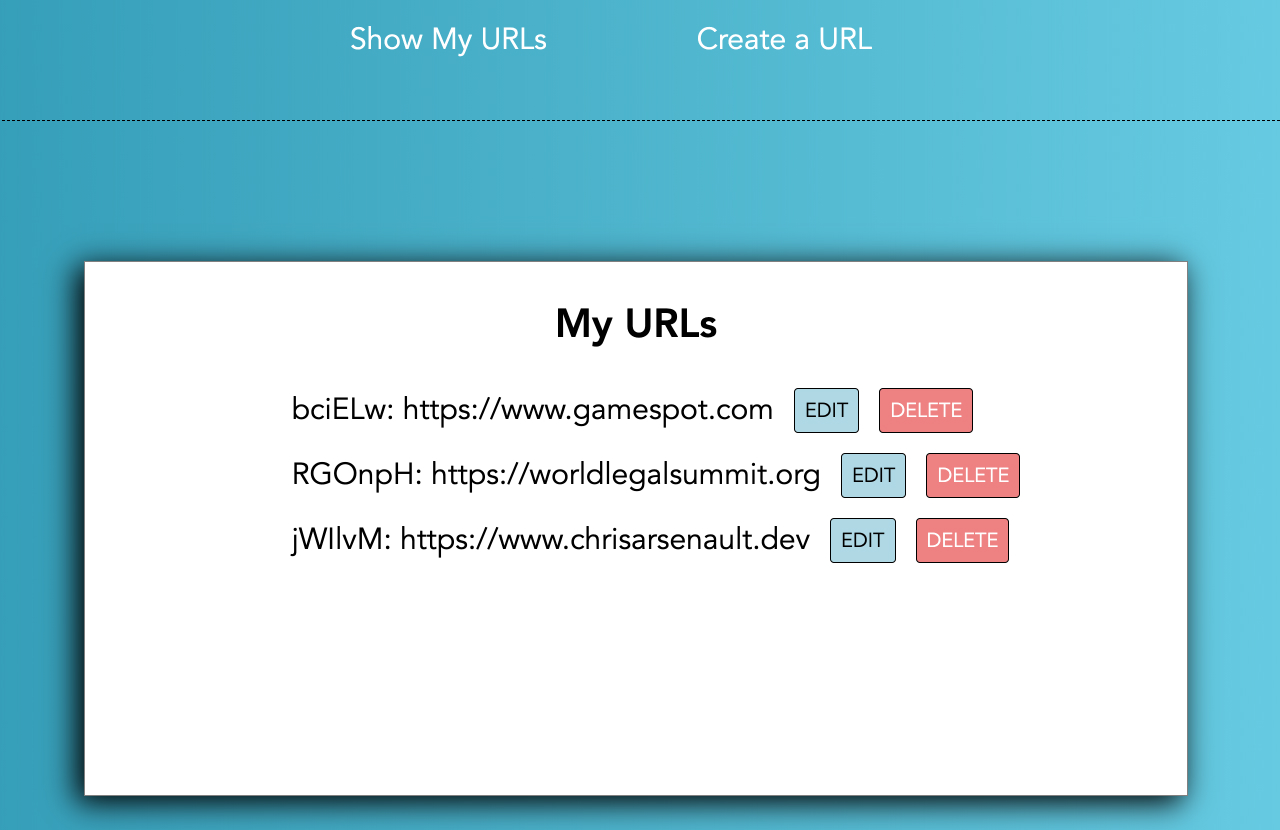 Show My URLs Create a URL
My URLs
bciELw: https://www.gamespot.com EDIT DELETE
RGOnpH: https://worldlegalsummit.org EDIT DELETE
jWIlvM: https://www.chrisarsenault.dev EDIT DELETE